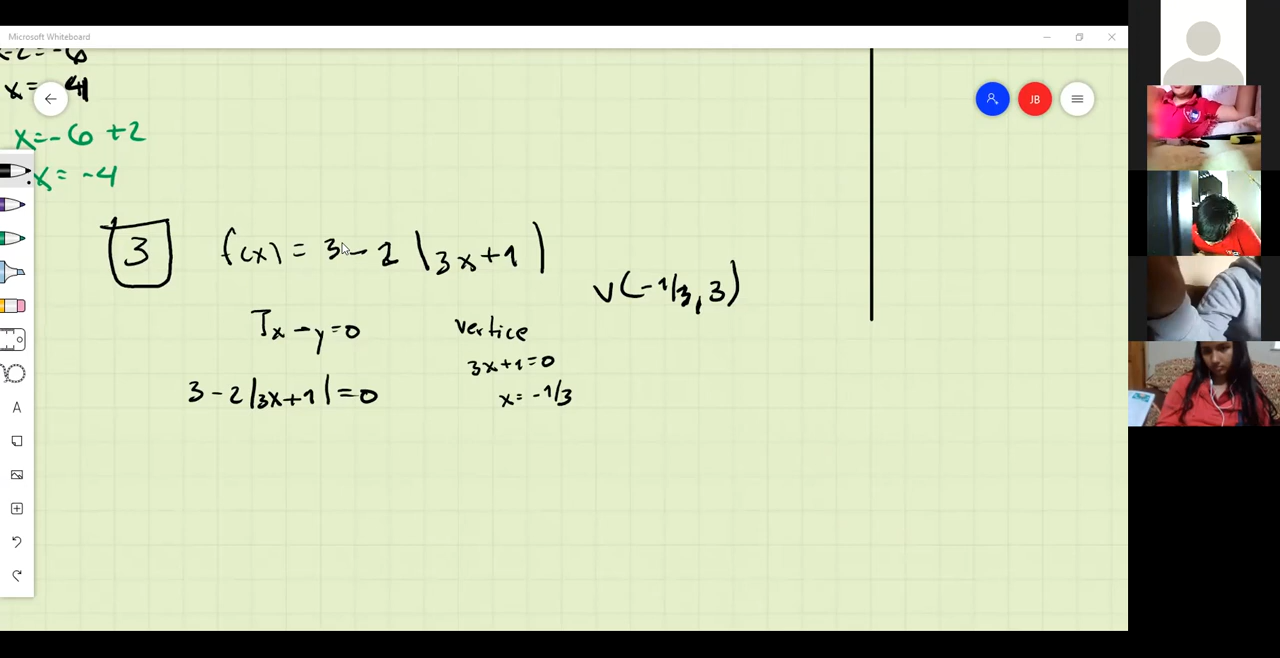 Microsoft Whiteboard
x = -4
x = -6 + 2
x = -4
JB
3
f(x) = 3 - 2 |3x + 1|
V(-1/3, 3)
Ix → y = 0
vertice
3x + 1 = 0
3 - 2 |3x + 1| = 0
x = -1/3
A